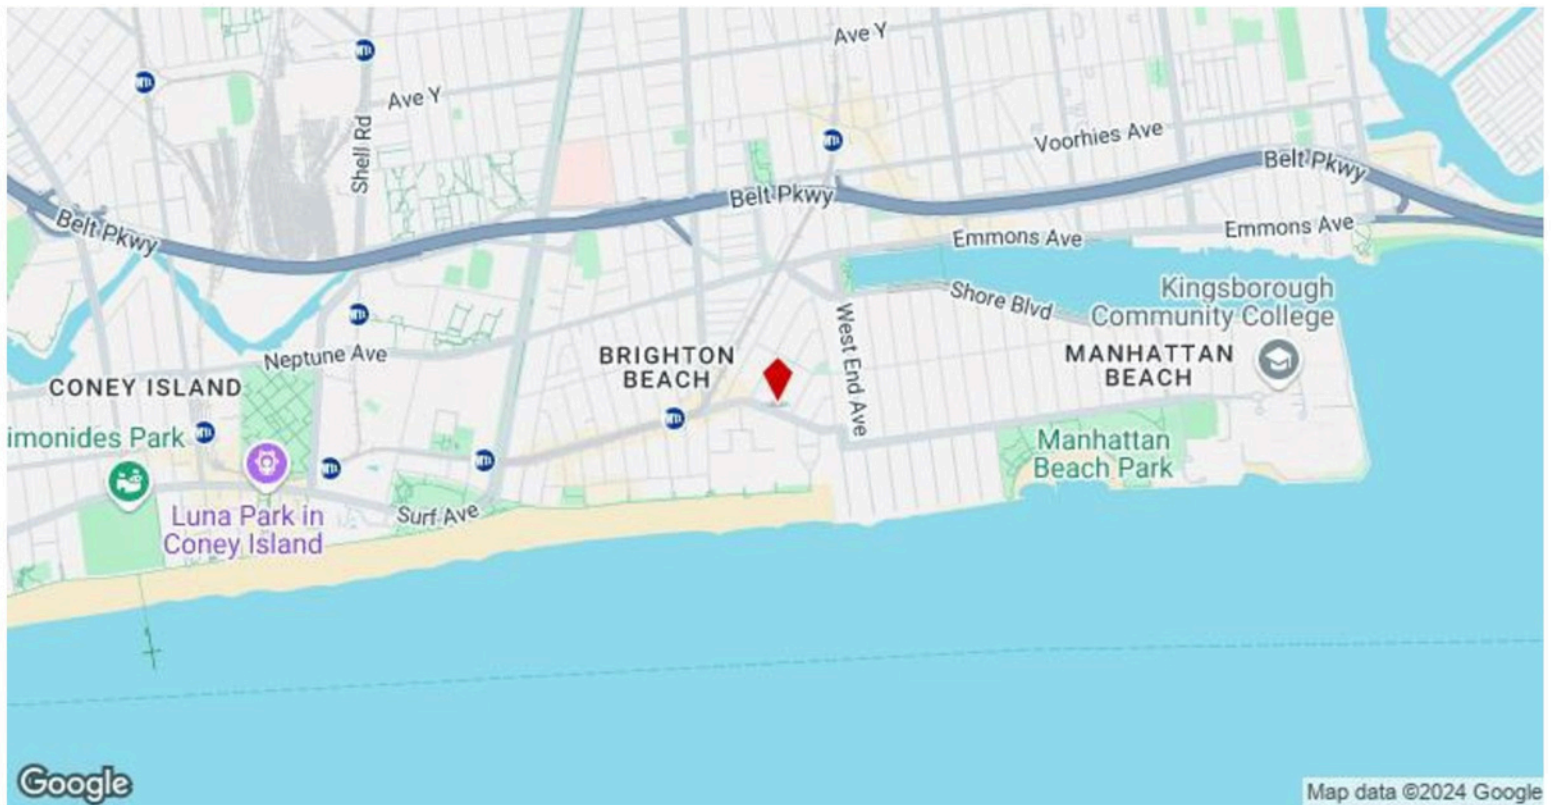 Ave Y
Ave Y
Shell Rd
Voorhies Ave
Belt Pkwy
Belt Pkwy
Belt Pkwy
Emmons Ave
Emmons Ave
Kingsborough
Community College
Shore Blvd
West End Ave
Neptune Ave
BRIGHTON
BEACH
MANHATTAN
BEACH
CONEY ISLAND
imonides Park
Manhattan
Beach Park
Luna Park in
Coney Island
Surf Ave
Google
Map data ©2024 Google